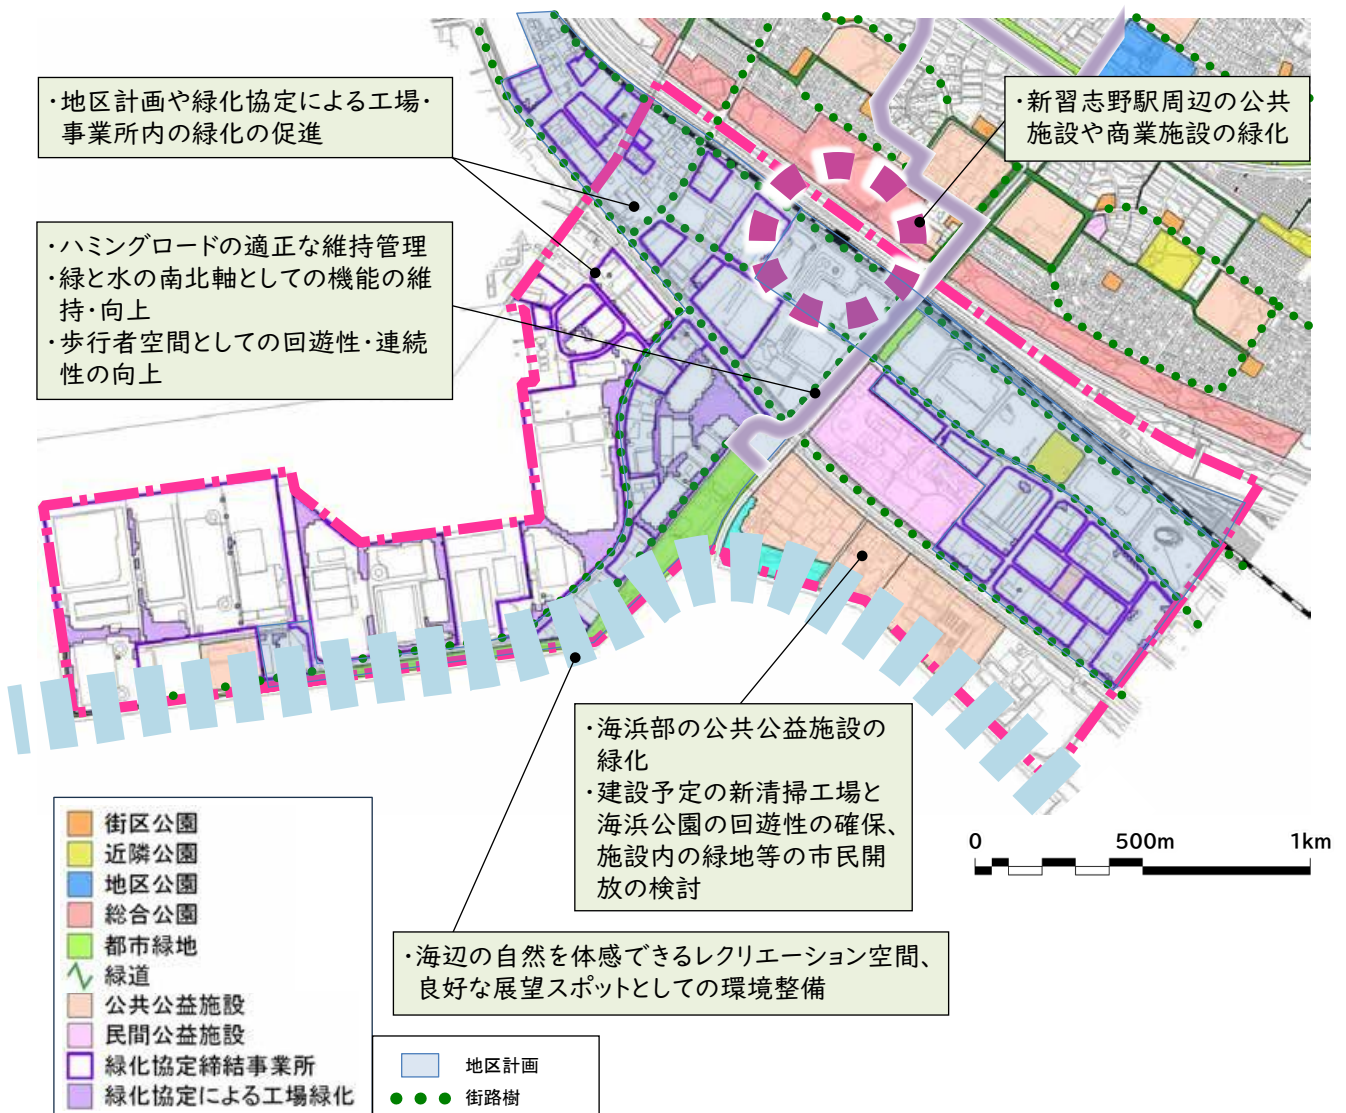 ・地区計画や緑化協定による工場・
事業所内の緑化の促進
・新習志野駅周辺の公共
施設や商業施設の緑化
・ハミングロードの適正な維持管理
・緑と水の南北軸としての機能の維
持・向上
・歩行者空間としての回遊性・連続
性の向上
・海浜部の公共公益施設の
緑化
・建設予定の新清掃工場と
海浜公園の回遊性の確保、
施設内の緑地等の市民開
放の検討
・海辺の自然を体感できるレクリエーション空間、
良好な展望スポットとしての環境整備
0 500m 1km
街区公園
近隣公園
地区公園
総合公園
都市緑地
緑道
公共公益施設
民間公益施設
緑化協定締結事業所
緑化協定による工場緑化
地区計画
街路樹